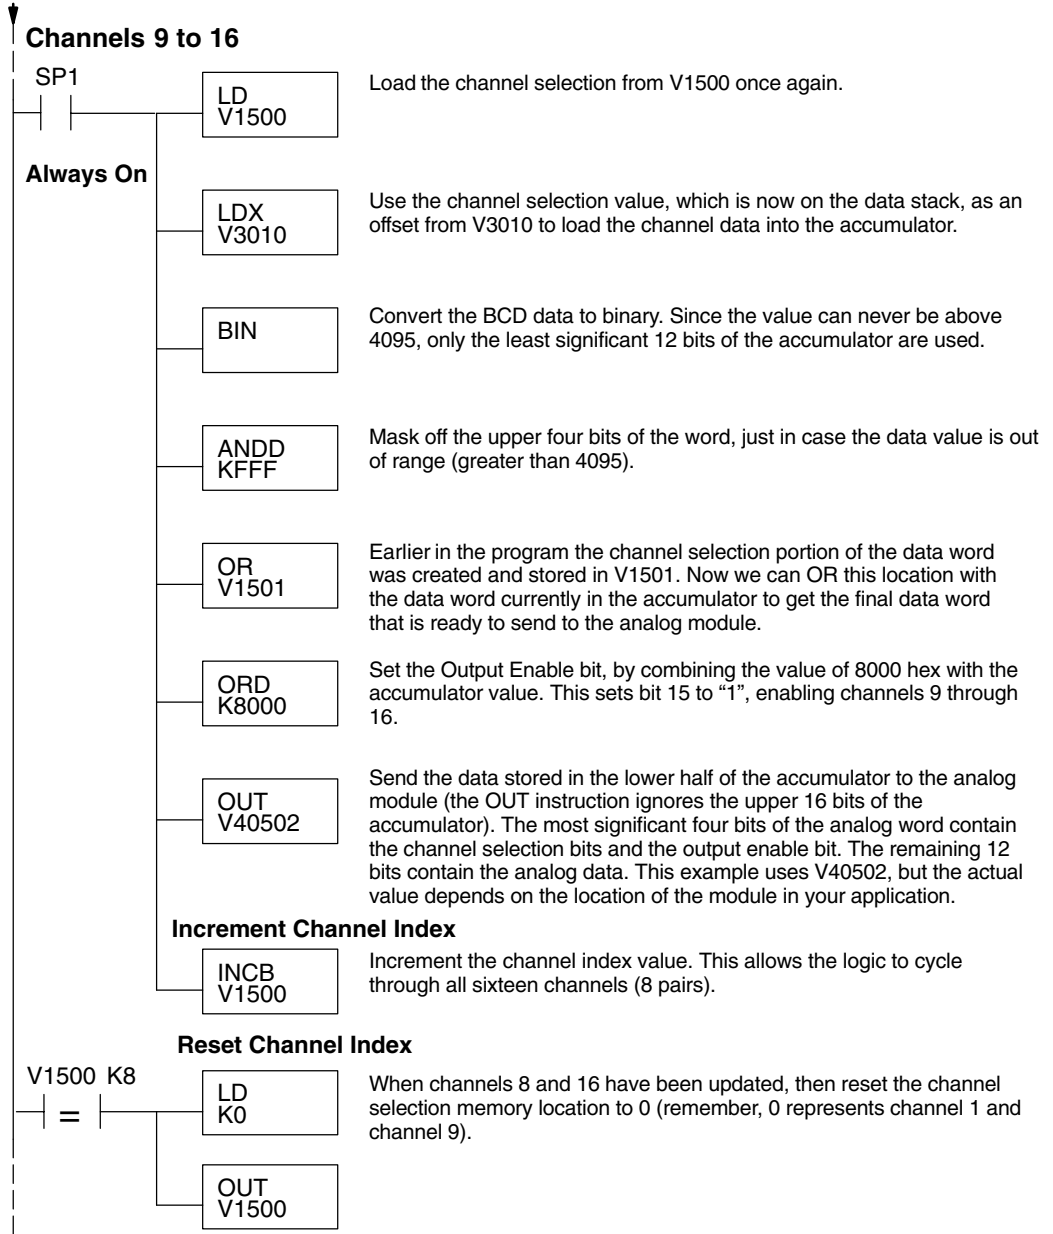 Channels 9 to 16
SP1
LD
V1500
Load the channel selection from V1500 once again.
Always On
LDX
V3010
Use the channel selection value, which is now on the data stack, as an
offset from V3010 to load the channel data into the accumulator.
BIN
Convert the BCD data to binary. Since the value can never be above
4095, only the least significant 12 bits of the accumulator are used.
ANDD
KFFF
Mask off the upper four bits of the word, just in case the data value is out
of range (greater than 4095).
OR
V1501
Earlier in the program the channel selection portion of the data word
was created and stored in V1501. Now we can OR this location with
the data word currently in the accumulator to get the final data word
that is ready to send to the analog module.
ORD
K8000
Set the Output Enable bit, by combining the value of 8000 hex with the
accumulator value. This sets bit 15 to “1”, enabling channels 9 through
16.
OUT
V40502
Send the data stored in the lower half of the accumulator to the analog
module (the OUT instruction ignores the upper 16 bits of the
accumulator). The most significant four bits of the analog word contain
the channel selection bits and the output enable bit. The remaining 12
bits contain the analog data. This example uses V40502, but the actual
value depends on the location of the module in your application.
Increment Channel Index
INCB
V1500
Increment the channel index value. This allows the logic to cycle
through all sixteen channels (8 pairs).
Reset Channel Index
V1500 K8
=
LD
K0
When channels 8 and 16 have been updated, then reset the channel
selection memory location to 0 (remember, 0 represents channel 1 and
channel 9).
OUT
V1500